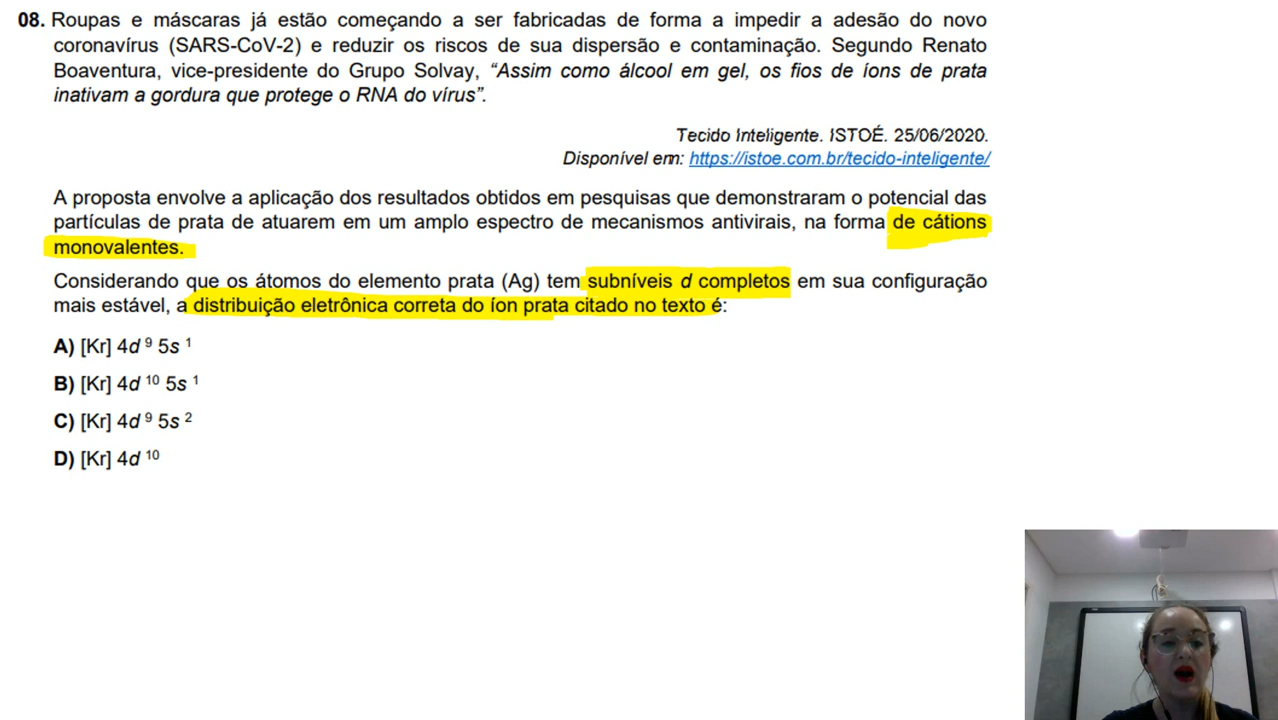 08. Roupas e máscaras já estão começando a ser fabricadas de forma a impedir a adesão do novo
coronavírus (SARS-CoV-2) e reduzir os riscos de sua dispersão e contaminação. Segundo Renato
Boaventura, vice-presidente do Grupo Solvay, “Assim como álcool em gel, os fios de íons de prata
inativam a gordura que protege o RNA do vírus”.
Tecido Inteligente. ISTOÉ. 25/06/2020.
Disponível em: https://istoe.com.br/tecido-inteligente/
A proposta envolve a aplicação dos resultados obtidos em pesquisas que demonstraram o potencial das
partículas de prata de atuarem em um amplo espectro de mecanismos antivirais, na forma de cátions
monovalentes.
Considerando que os átomos do elemento prata (Ag) tem subníveis d completos em sua configuração
mais estável, a distribuição eletrônica correta do íon prata citado no texto é:
A) [Kr] 4d ⁹ 5s ¹
B) [Kr] 4d ¹⁰ 5s ¹
C) [Kr] 4d ⁹ 5s ²
D) [Kr] 4d ¹⁰